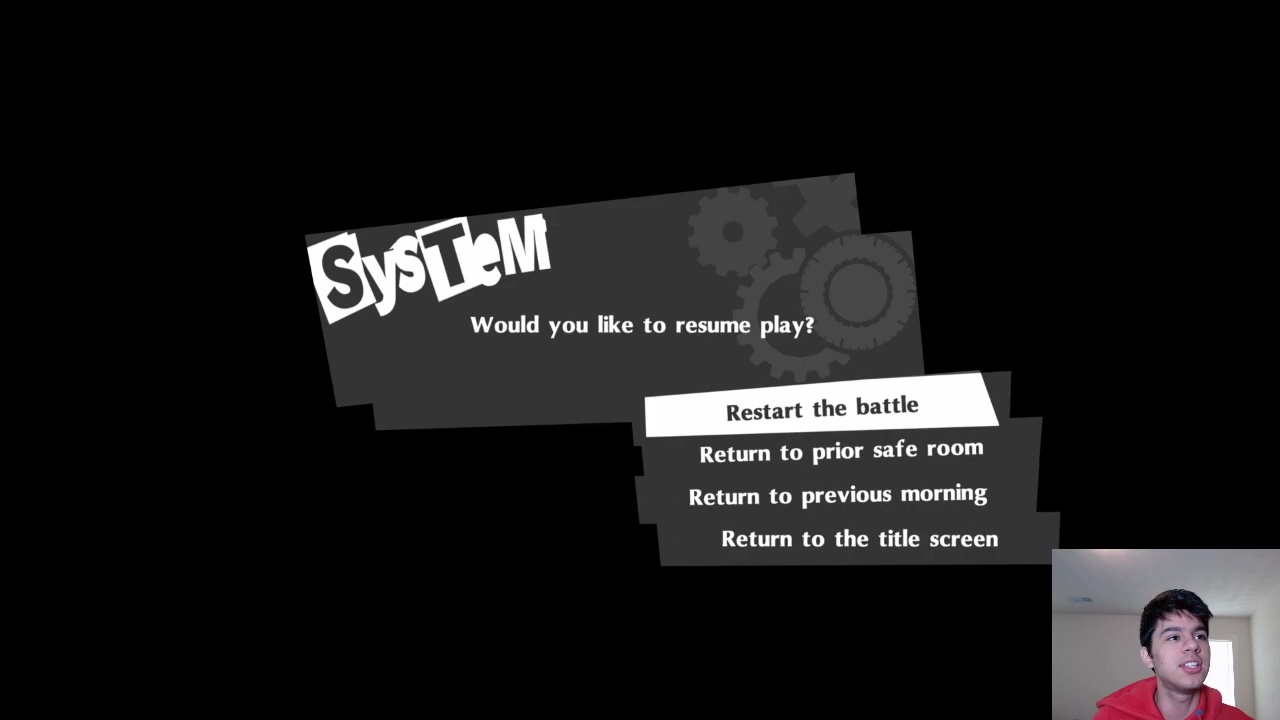 SysTeM
Would you like to resume play?
Restart the battle
Return to prior safe room
Return to previous morning
Return to the title screen